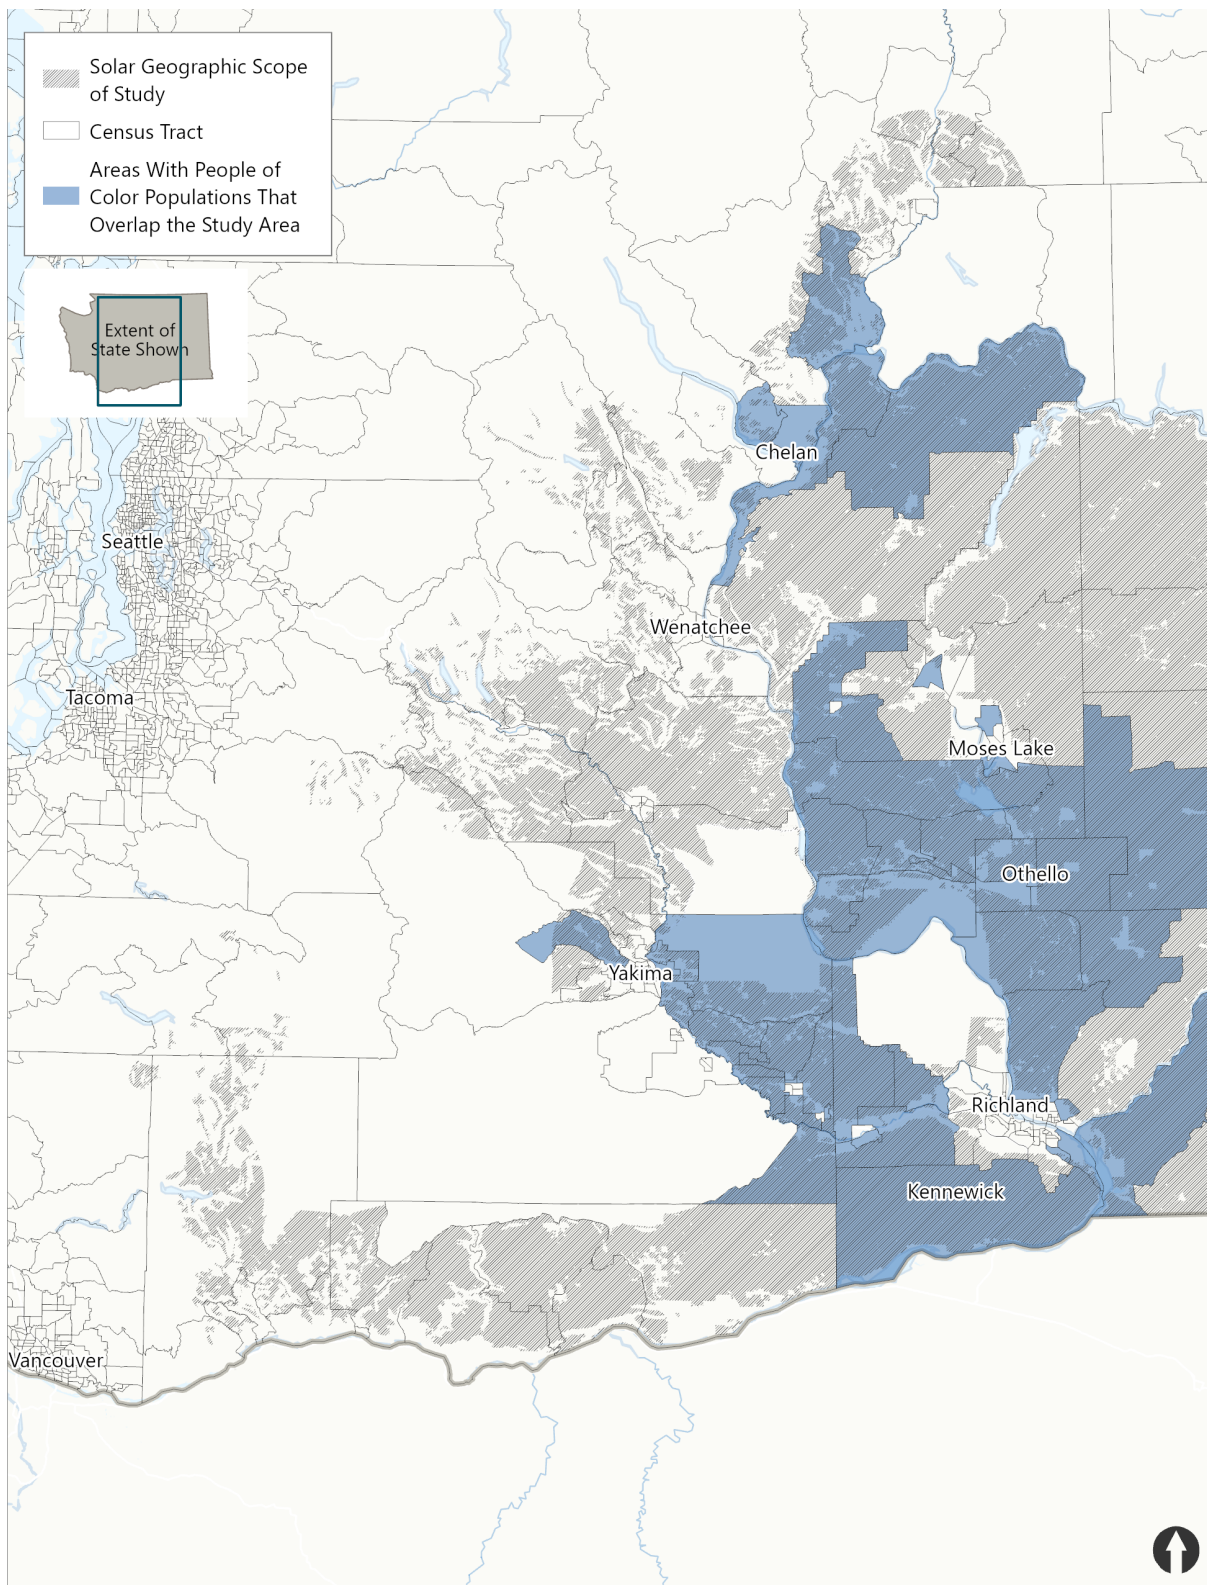 Solar Geographic Scope
of Study
Census Tract
Areas With People of
Color Populations That
Overlap the Study Area
Extent of
State Shown
Chelan
Seattle
Wenatchee
Tacoma
Moses Lake
Othello
Yakima
Richland
Kennewick
Vancouver